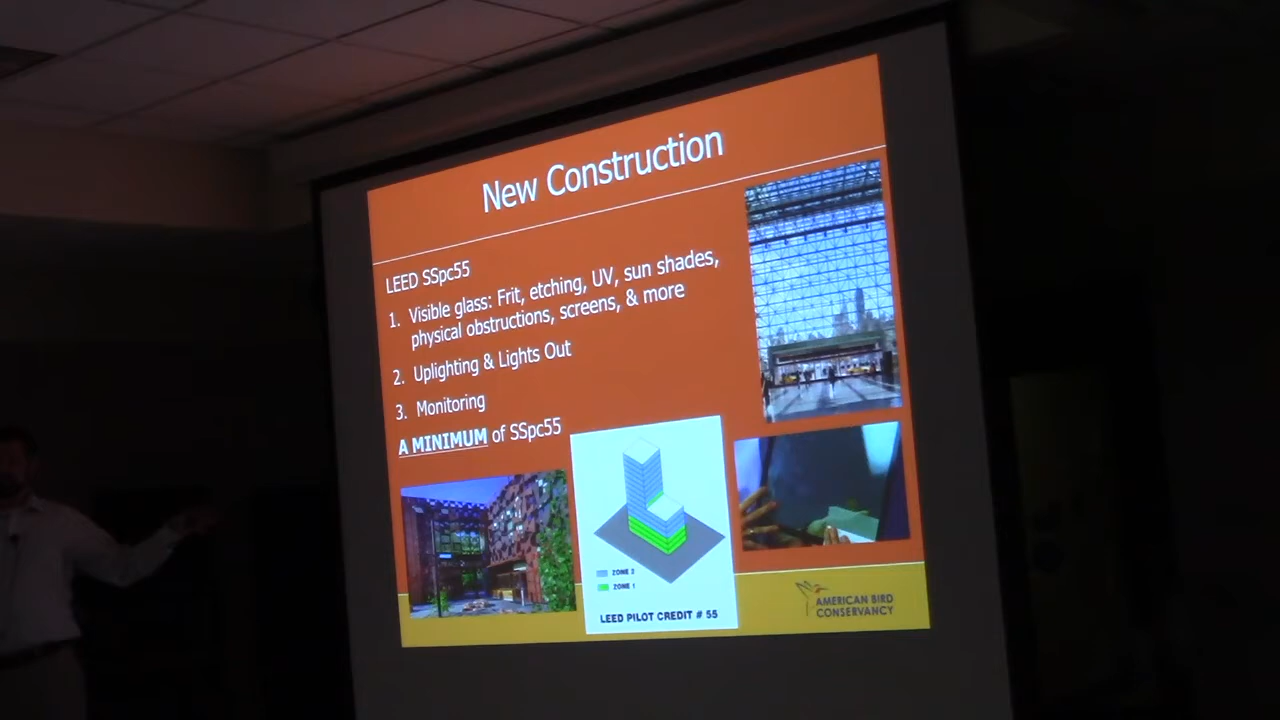 New Construction
LEED SSpc55
1. Visible glass: Frit, etching, UV, sun shades,
physical obstructions, screens, & more
2. Uplighting & Lights Out
3. Monitoring
A MINIMUM of SSpc55
ZONE 2
ZONE 1
LEED PILOT CREDIT # 55
AMERICAN BIRD
CONSERVANCY